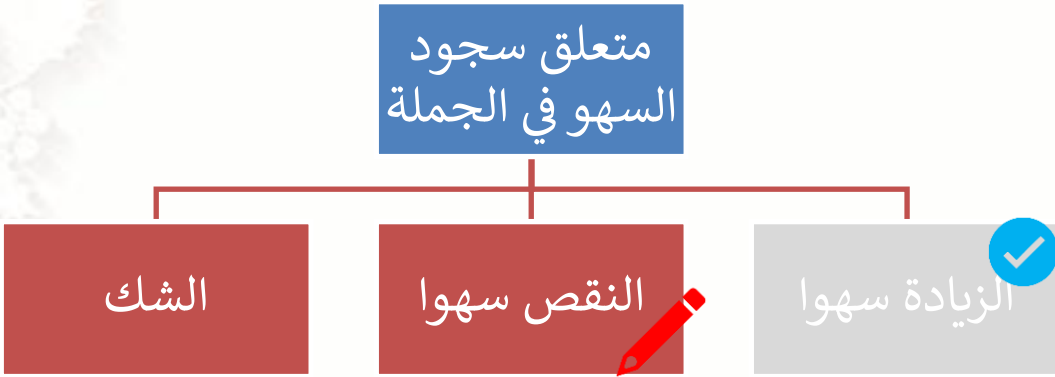 متعلق سجود
السهو في الجملة
الزيادة سهوا
النقص سهوا
الشك